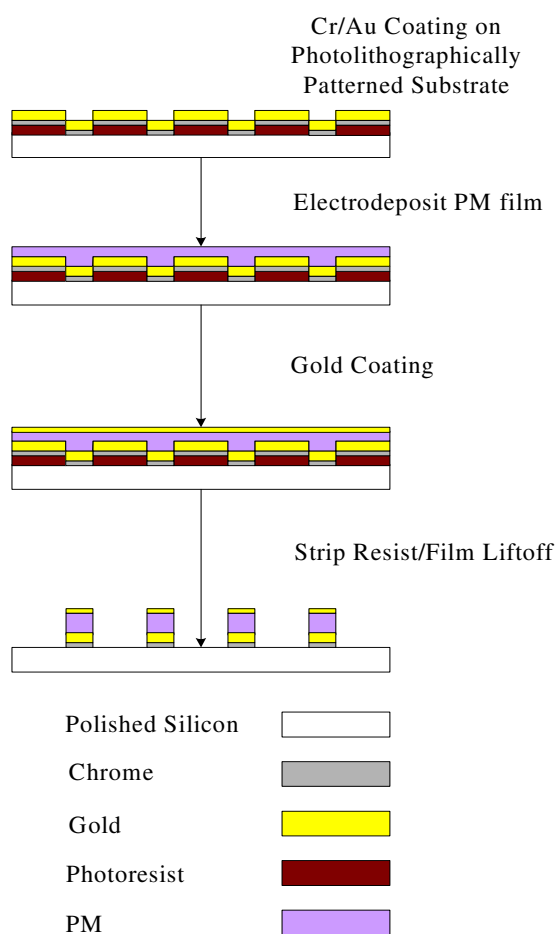 Cr/Au Coating on
Photolithographically
Patterned Substrate
Electrodeposit PM film
Gold Coating
Strip Resist/Film Liftoff
Polished Silicon
Chrome
Gold
Photoresist
PM